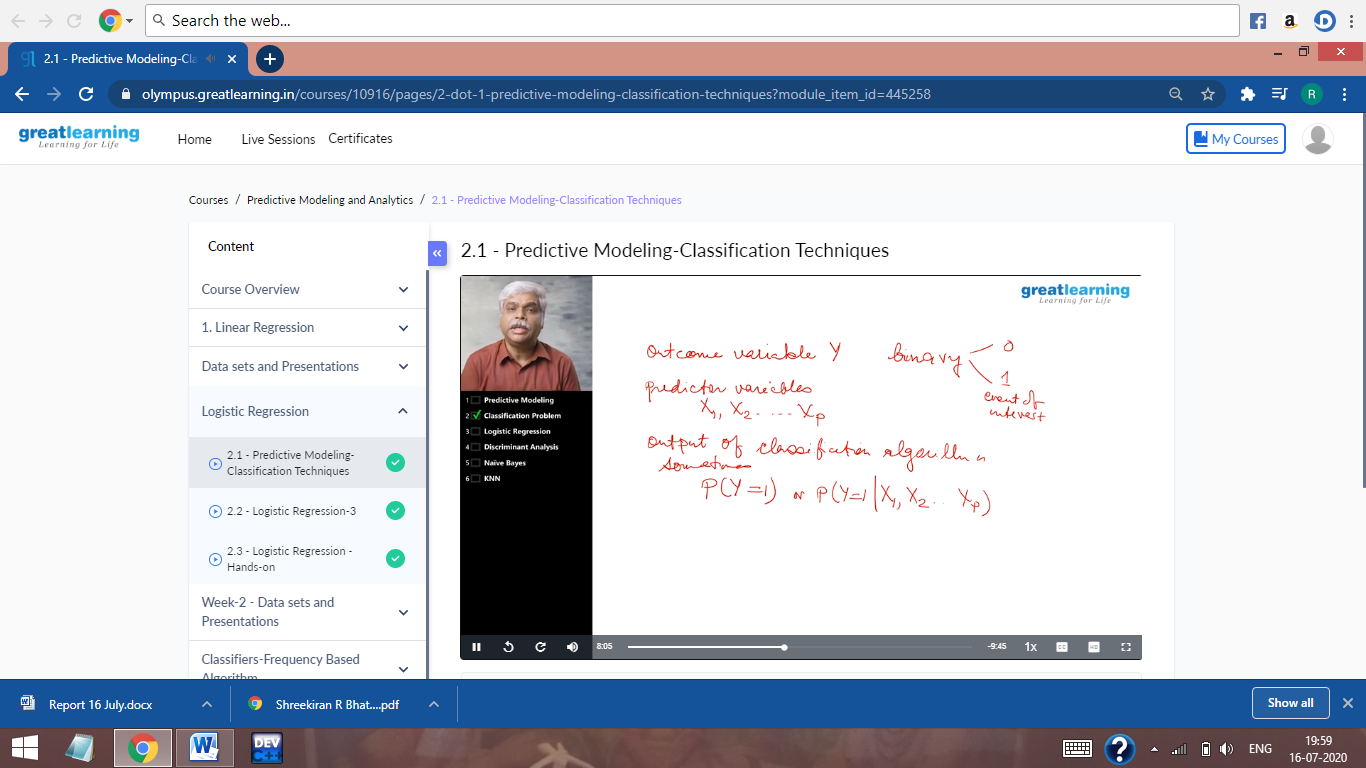 Search the web...
2.1 - Predictive Modeling-Cla
olympus.greatlearning.in/courses/10916/pages/2-dot-1-predictive-modeling-classification-techniques?module_item_id=445258
R
greatlearning
Learning for Life
Home
Live Sessions
Certificates
My Courses
Courses / Predictive Modeling and Analytics / 2.1 - Predictive Modeling-Classification Techniques
Content
Course Overview
1. Linear Regression
Data sets and Presentations
Logistic Regression
2.1 - Predictive Modeling-
Classification Techniques
2.2 - Logistic Regression-3
2.3 - Logistic Regression -
Hands-on
Week-2 - Data sets and
Presentations
Classifiers-Frequency Based
Algorithm
«
2.1 - Predictive Modeling-Classification Techniques
greatlearning
Learning for Life
1 Predictive Modeling
2 Classification Problem
3 Logistic Regression
4 Discriminant Analysis
5 Naïve Bayes
6 KNN
outcome variable Y binary 0
1
event of
interest
predictor variables
X1, X2 ..... Xp
output of classification algorithm
sometimes
P(Y=1) or P(Y=1|X1, X2 ... Xp)
8:05
-9:45
1x
CC
HD
Report 16 July.docx
Shreekiran R Bhat....pdf
Show all
DEV
C++
ENG
19:59
16-07-2020